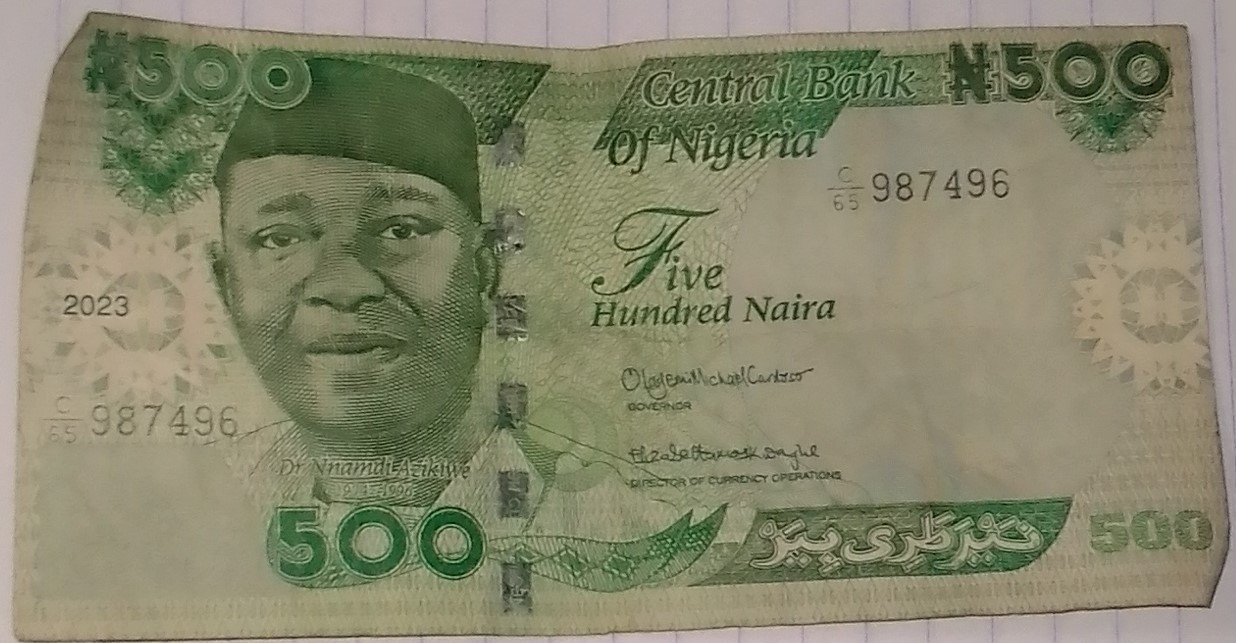 ₦500
Central Bank
Of Nigeria
₦500
C/65 987496
Five
Hundred Naira
2023
C/65 987496
GOVERNOR
DIRECTOR OF CURRENCY OPERATIONS
Dr Nnamdi Azikiwe
500
نَيْرَ طَرِى بِيَرْ
500